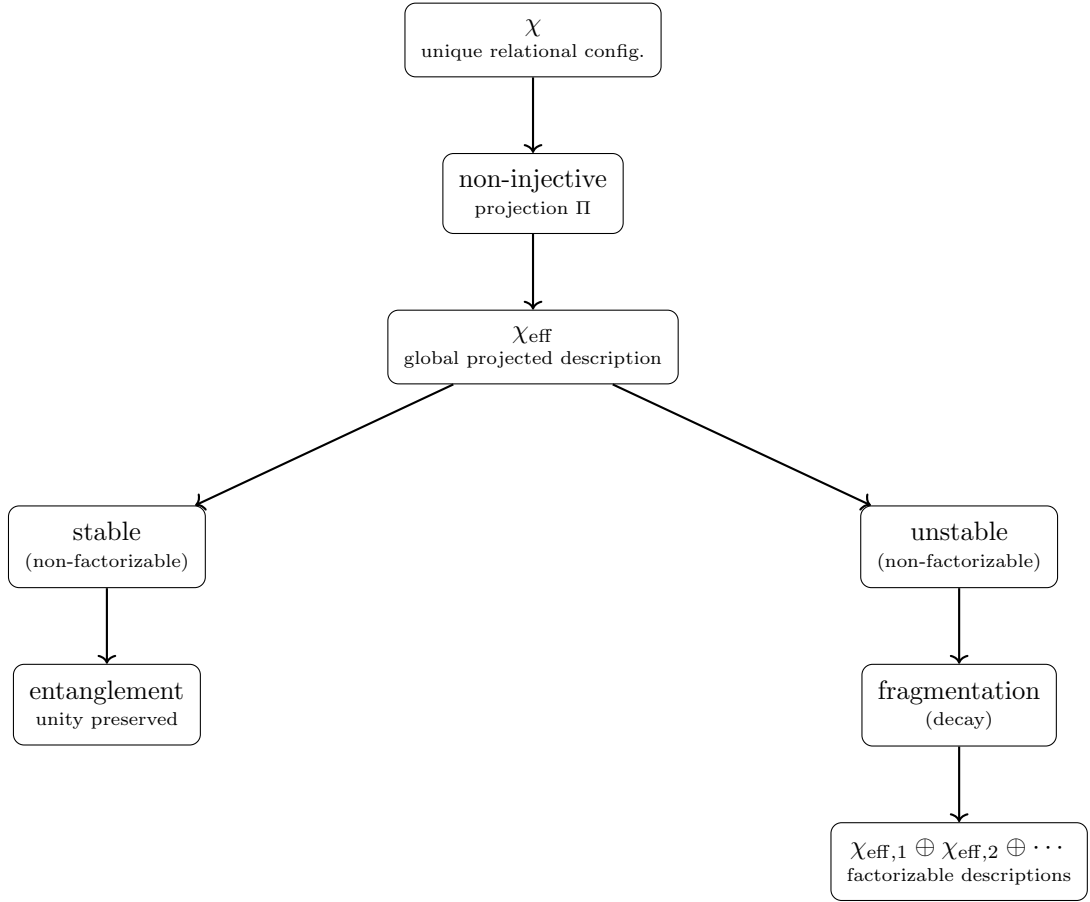 χ
unique relational config.
non-injective
projection Π
χeff
global projected description
stable
(non-factorizable)
unstable
(non-factorizable)
entanglement
unity preserved
fragmentation
(decay)
χeff,1 ⊕ χeff,2 ⊕ ⋯
factorizable descriptions